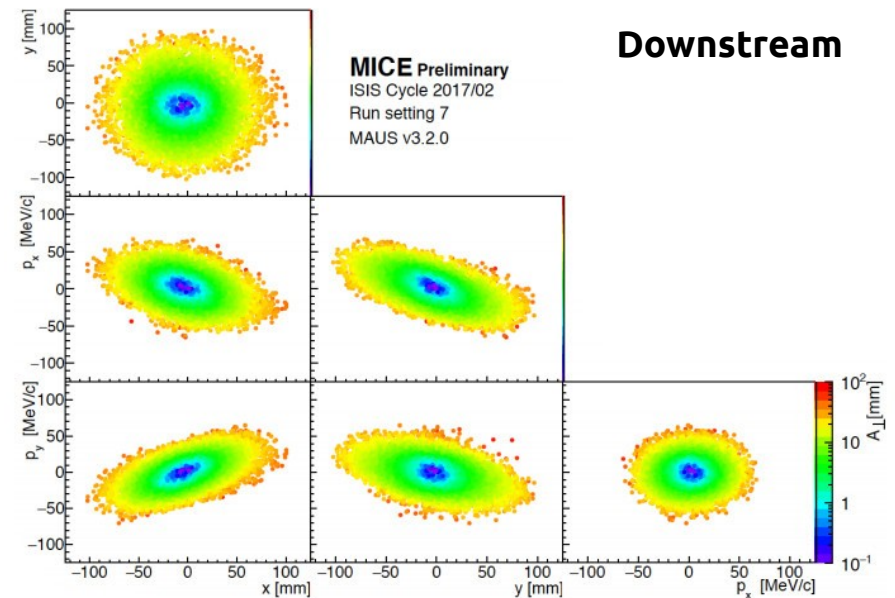 Downstream
MICE Preliminary
ISIS Cycle 2017/02
Run setting 7
MAUS v3.2.0
y [mm]
100
50
0
−50
−100
p_x [MeV/c]
100
50
0
−50
−100
p_y [MeV/c]
100
50
0
−50
−100
−100 −50 0 50 100
x [mm]
−100 −50 0 50 100
y [mm]
−100 −50 0 50 100
p_x [MeV/c]
10^2
10
1
10^−1
A_⊥ [mm]